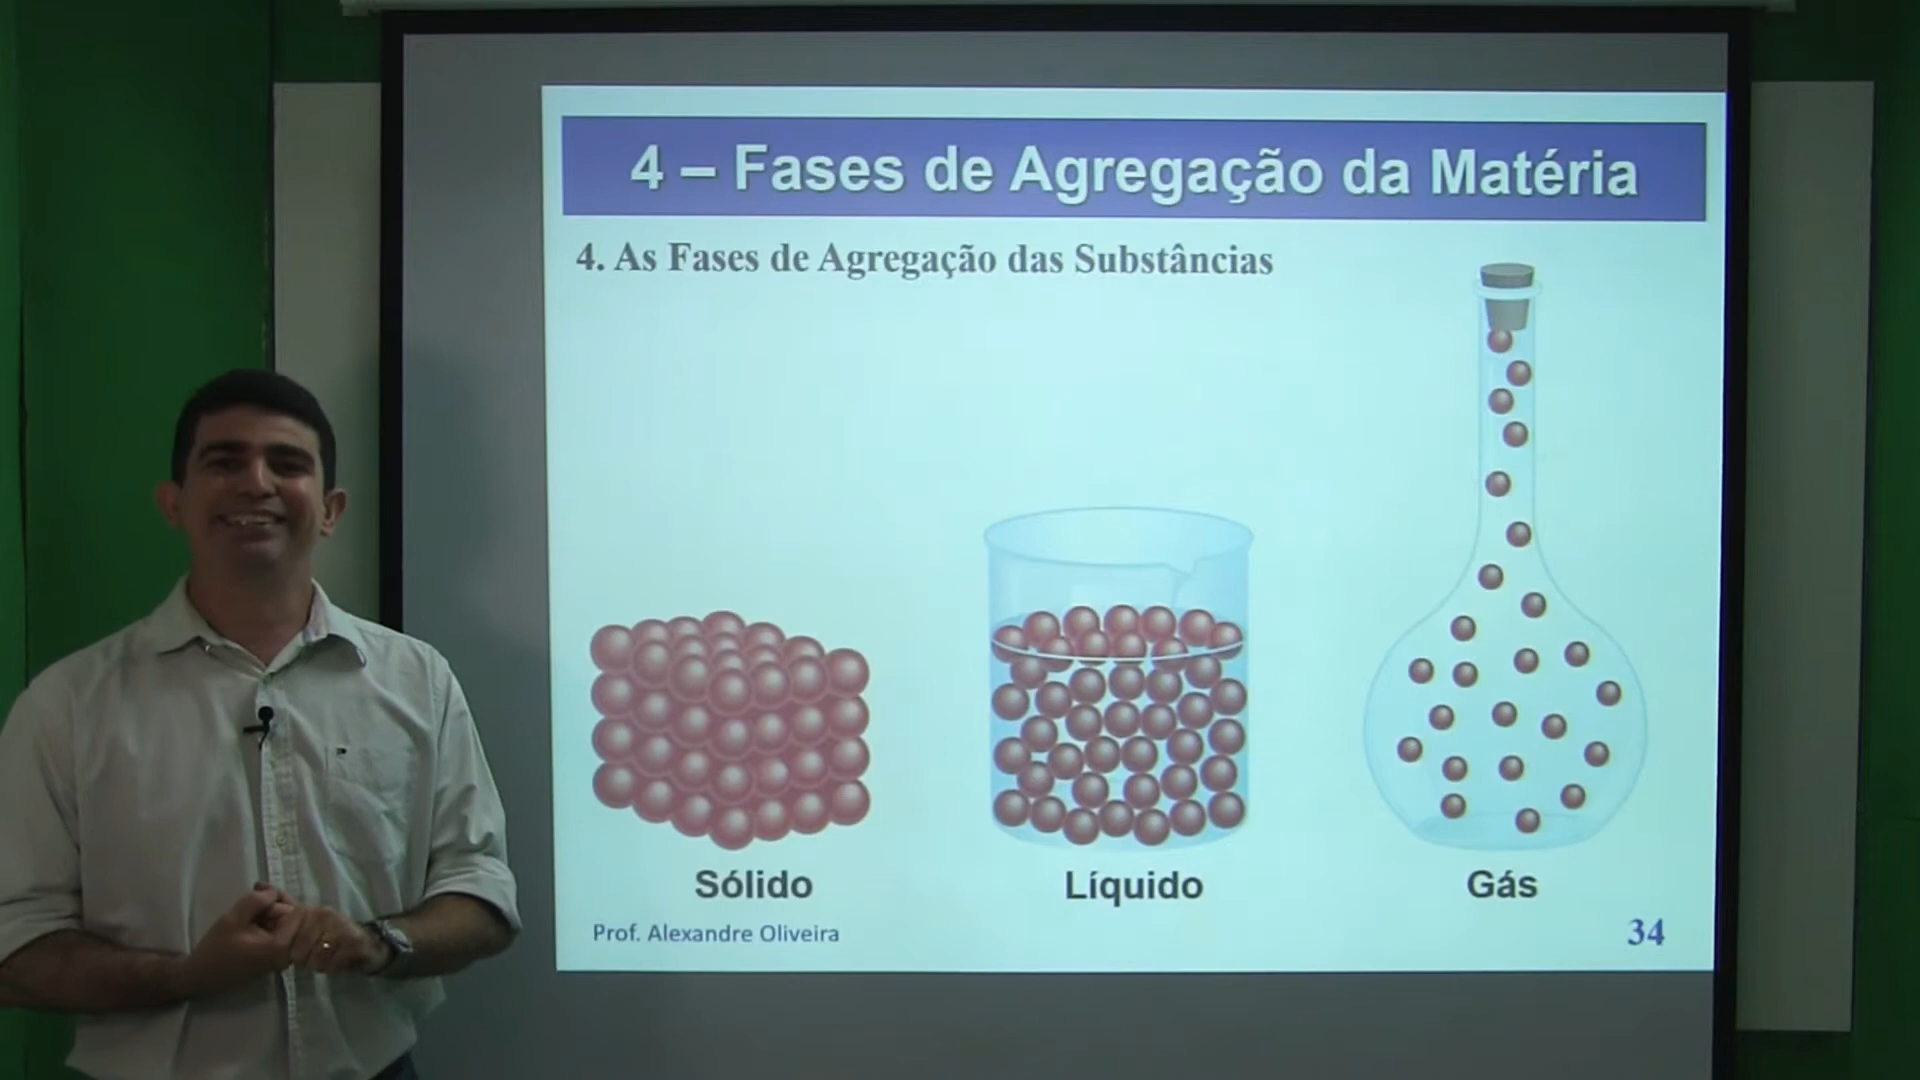 4 – Fases de Agregação da Matéria
4. As Fases de Agregação das Substâncias
Sólido Líquido Gás
Prof. Alexandre Oliveira 34